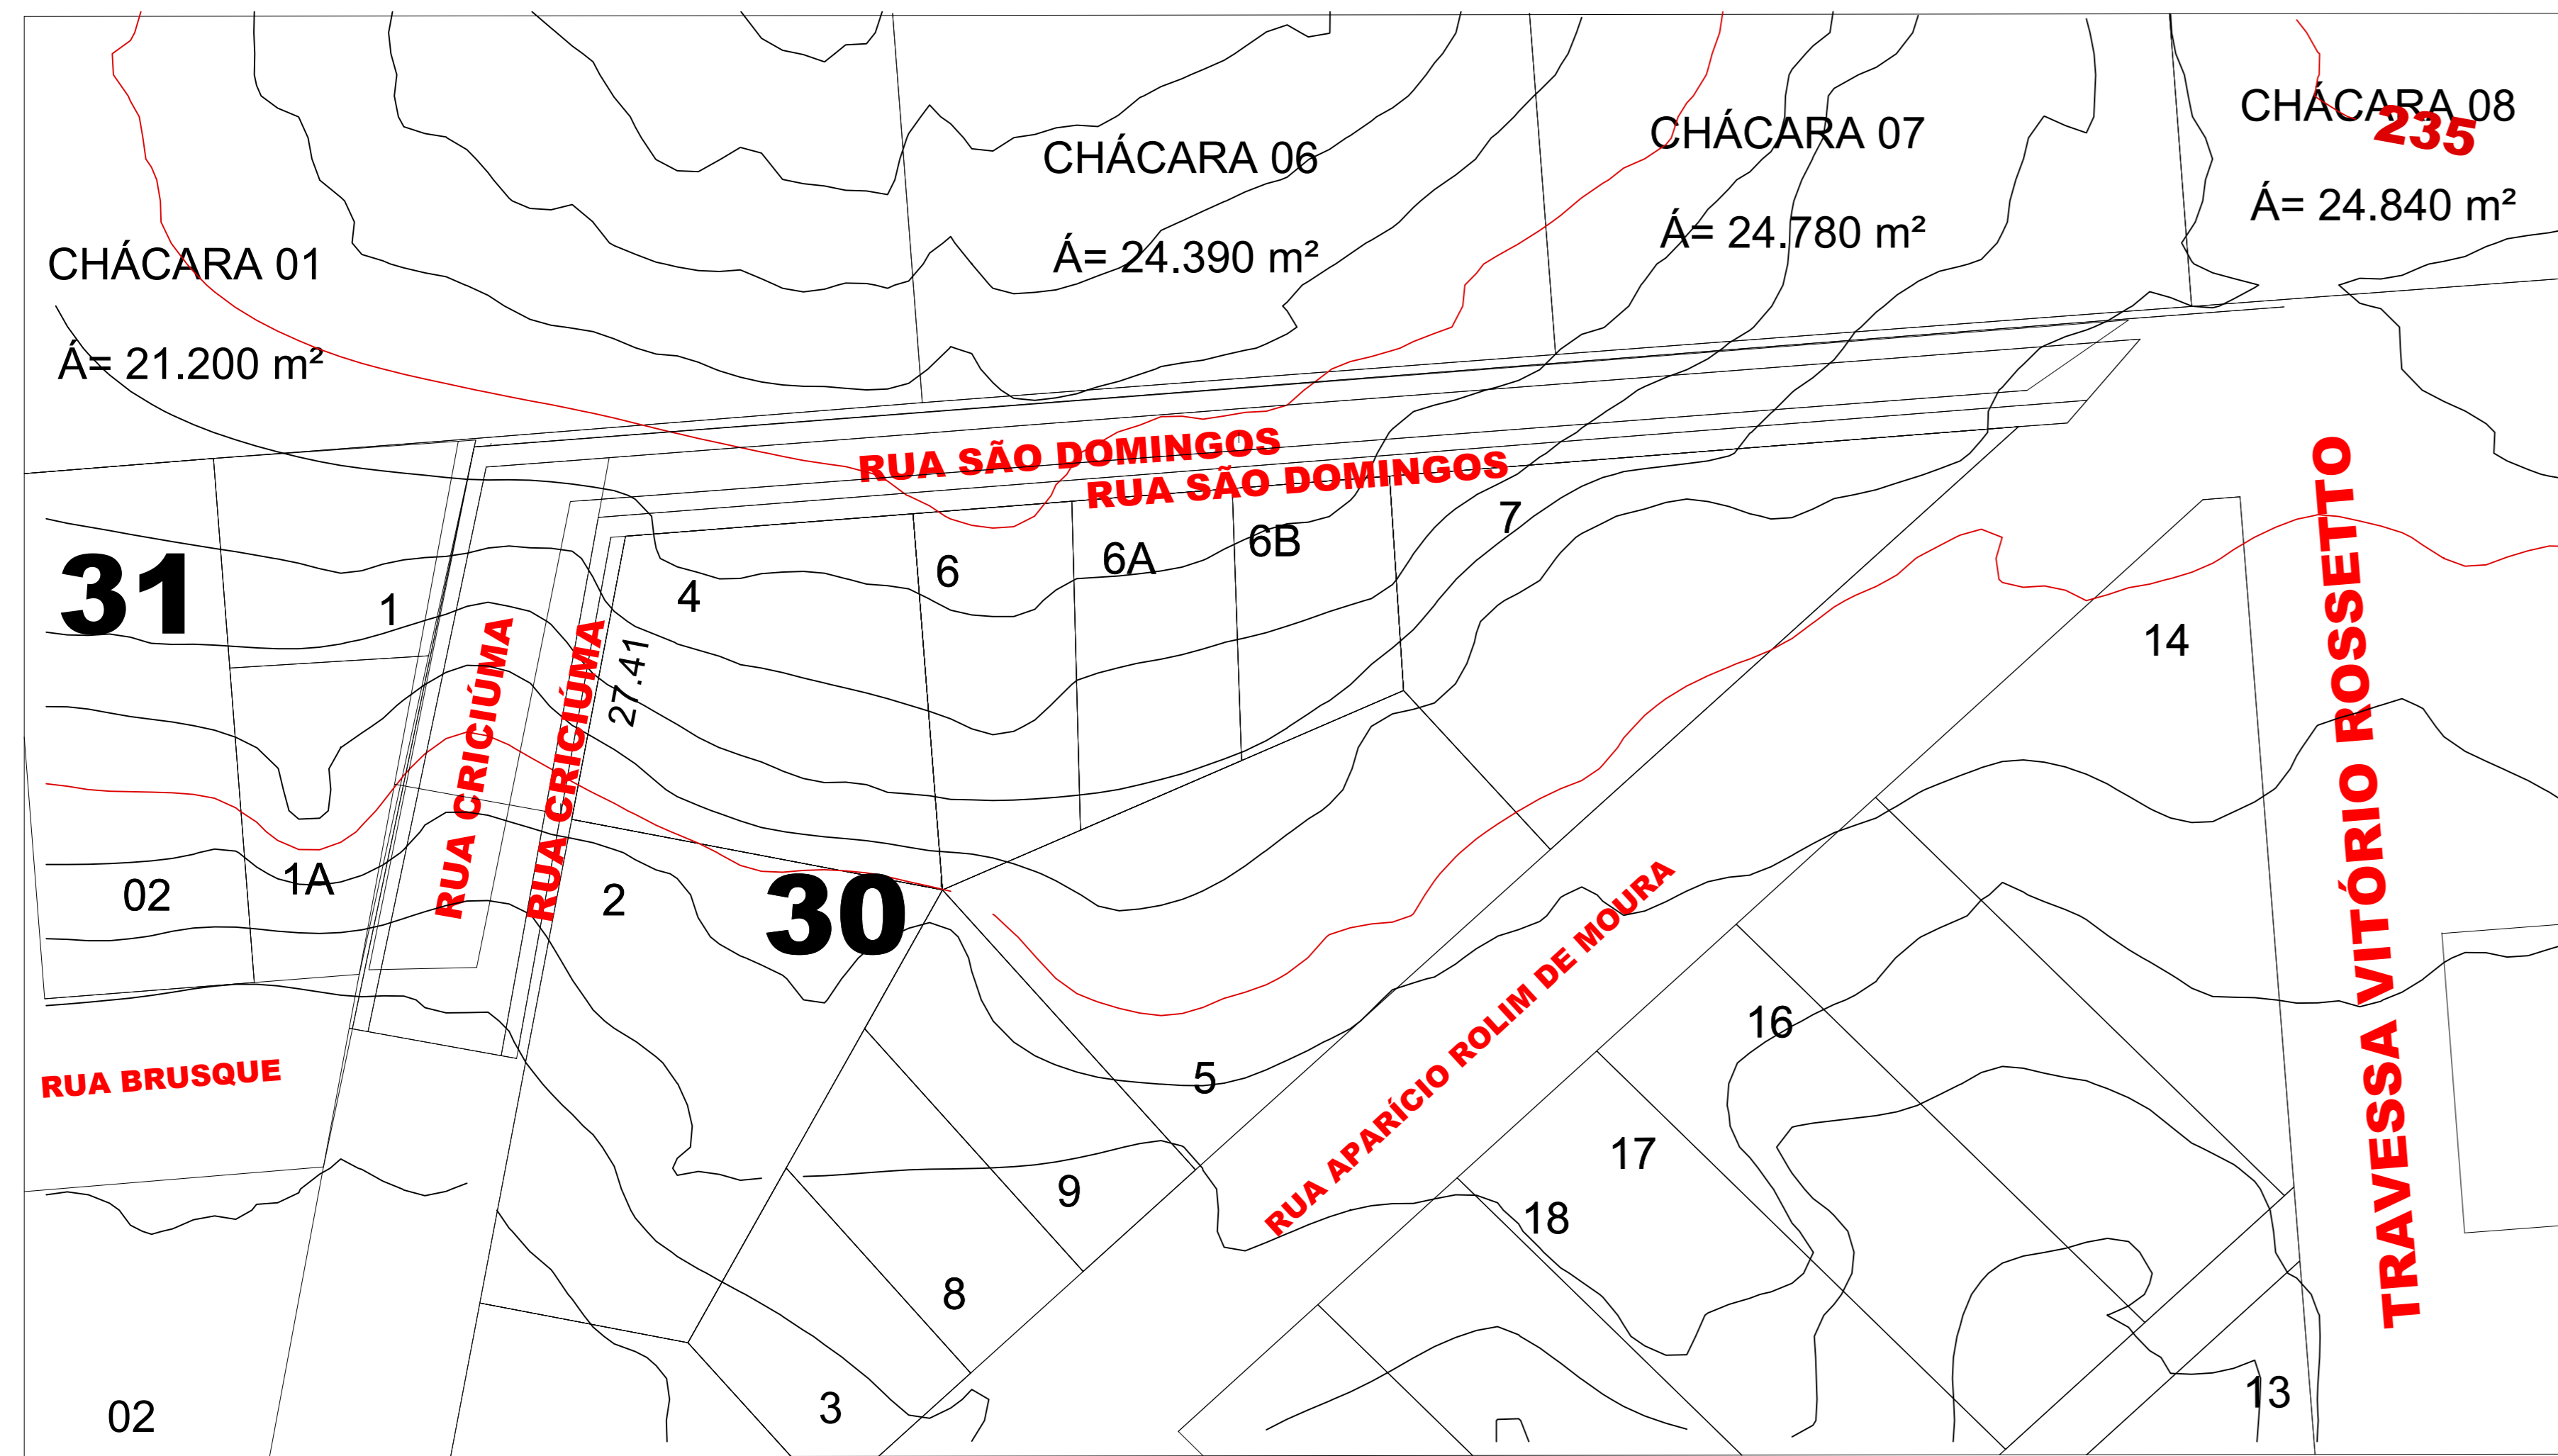 CHÁCARA 01
Á= 21.200 m²
CHÁCARA 06
Á= 24.390 m²
CHÁCARA 07
Á= 24.780 m²
CHÁCARA 08
235
Á= 24.840 m²
RUA SÃO DOMINGOS
RUA SÃO DOMINGOS
31
1
4
6
6A
6B
7
14
RUA CRICIÚMA
RUA CRICIÚMA
27.41
TRAVESSA VITÓRIO ROSSETTO
02
1A
2
30
RUA APARÍCIO ROLIM DE MOURA
16
5
RUA BRUSQUE
17
9
18
8
3
13
02